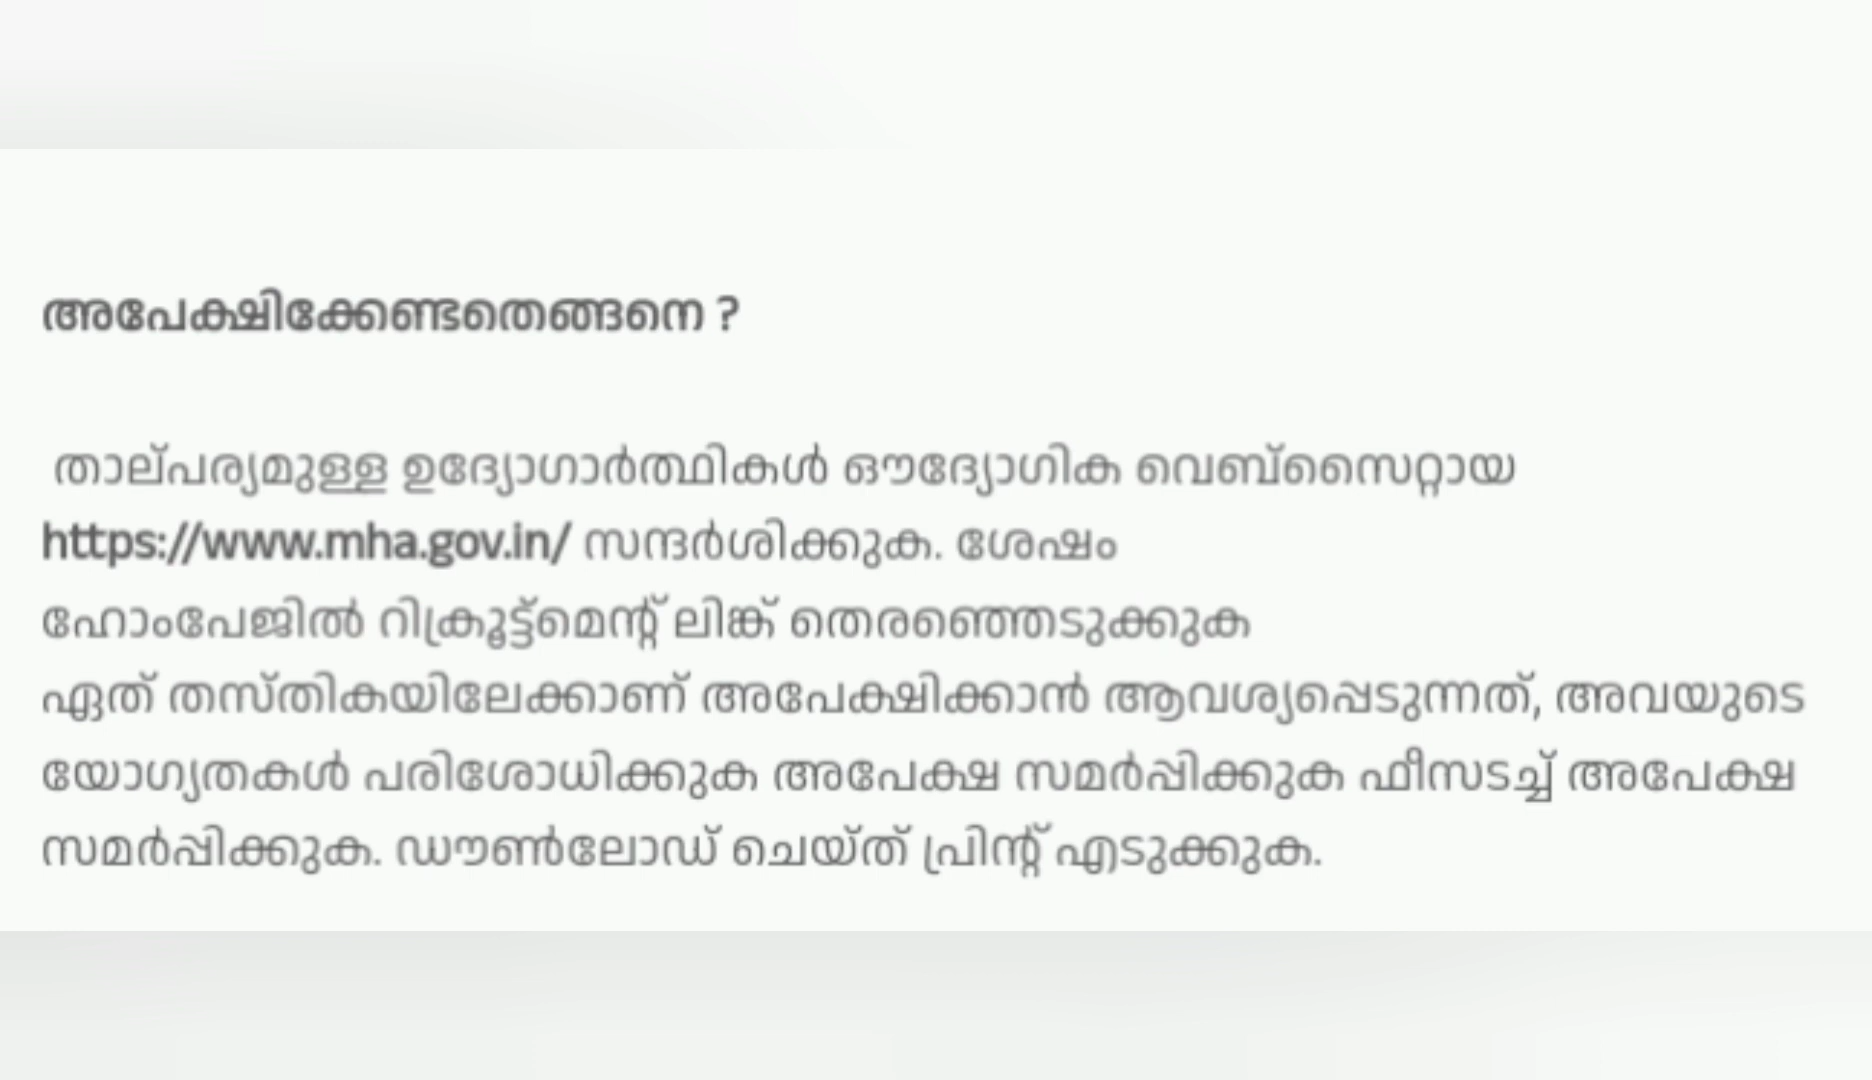 അപേക്ഷിക്കേണ്ടതെങ്ങനെ ?
താല്പര്യമുള്ള ഉദ്യോഗാർത്ഥികൾ ഔദ്യോഗിക വെബ്സൈറ്റായ
https://www.mha.gov.in/ സന്ദർശിക്കുക. ശേഷം
ഹോംപേജിൽ റിക്രൂട്ട്മെന്റ് ലിങ്ക് തെരഞ്ഞെടുക്കുക
ഏത് തസ്തികയിലേക്കാണ് അപേക്ഷിക്കാൻ ആവശ്യപ്പെടുന്നത്, അവയുടെ
യോഗ്യതകൾ പരിശോധിക്കുക അപേക്ഷ സമർപ്പിക്കുക ഫീസടച്ച് അപേക്ഷ
സമർപ്പിക്കുക. ഡൗൺലോഡ് ചെയ്ത് പ്രിന്റ് എടുക്കുക.